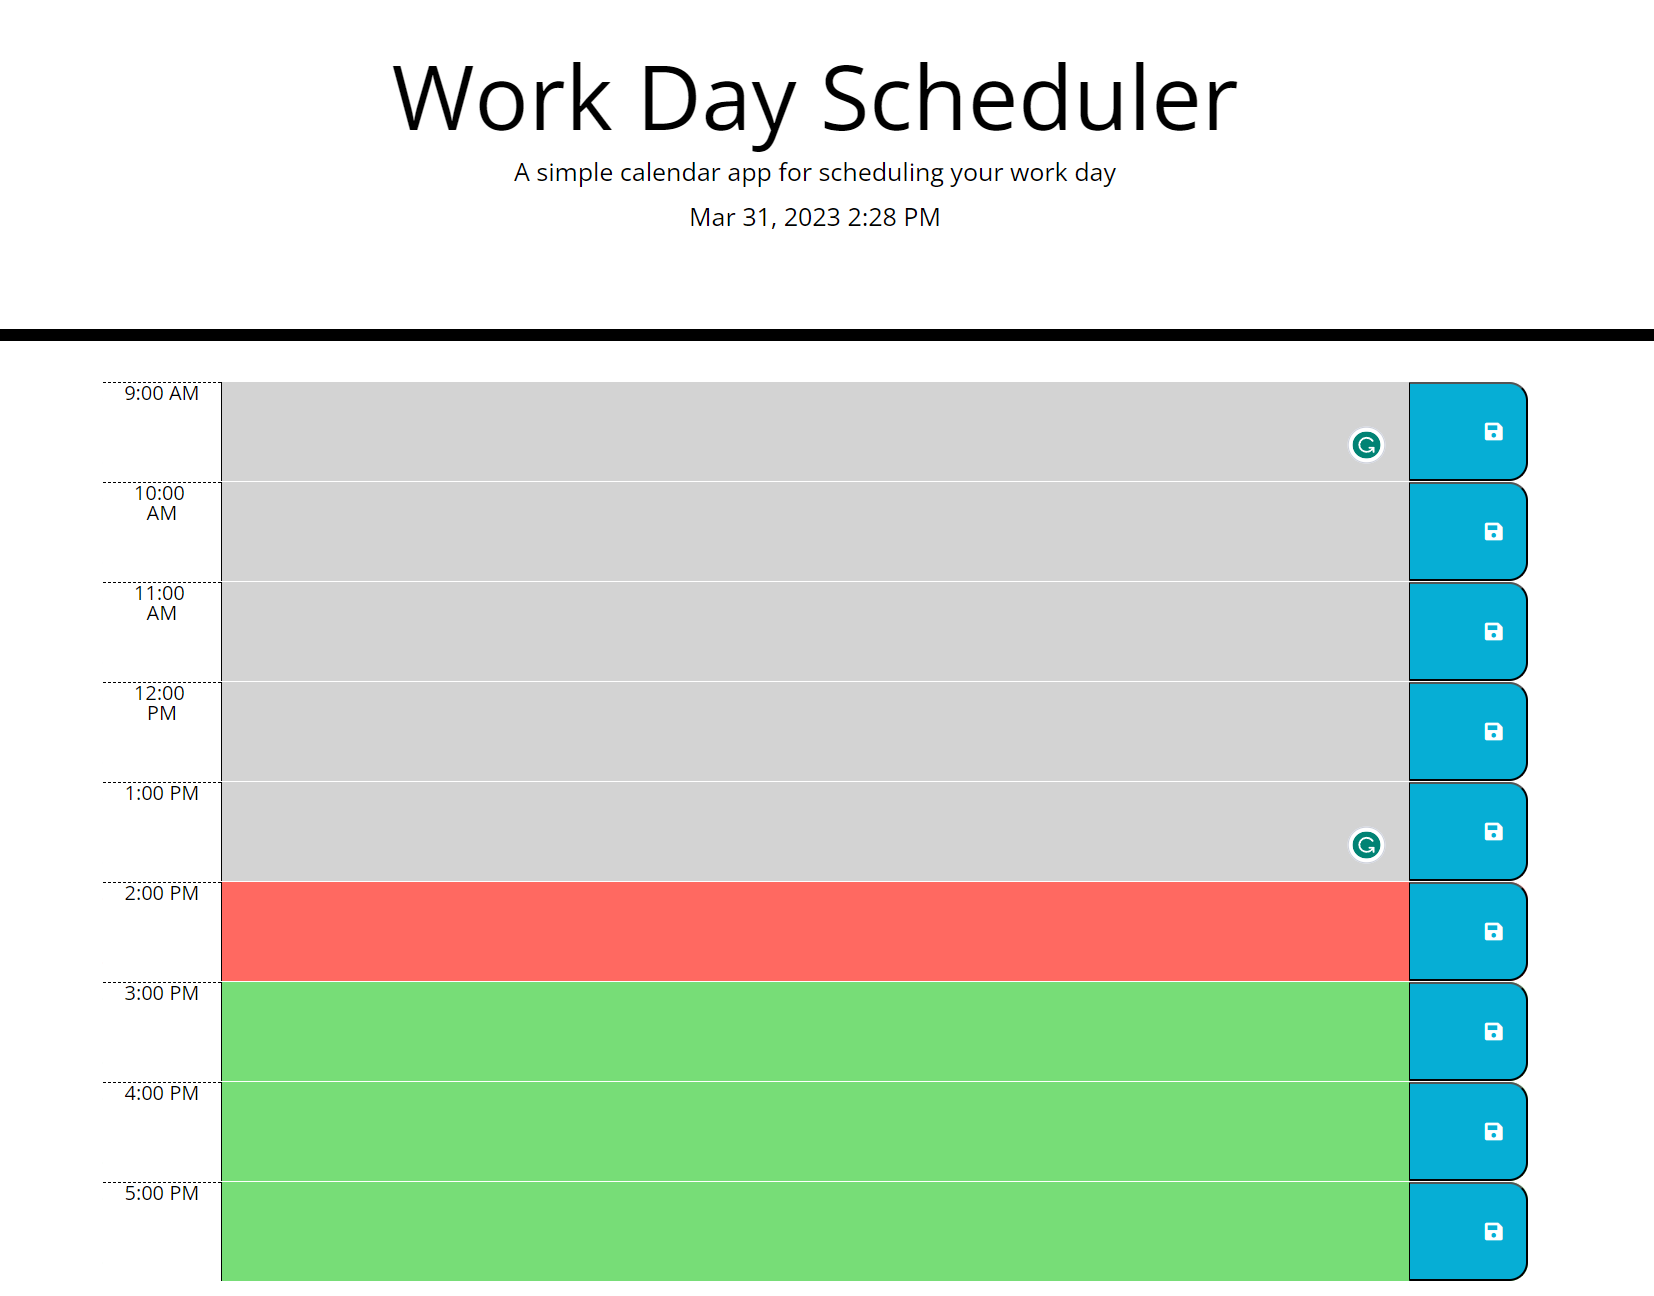 Work Day Scheduler
A simple calendar app for scheduling your work day
Mar 31, 2023 2:28 PM
9:00 AM
10:00
AM
11:00
AM
12:00
PM
1:00 PM
2:00 PM
3:00 PM
4:00 PM
5:00 PM